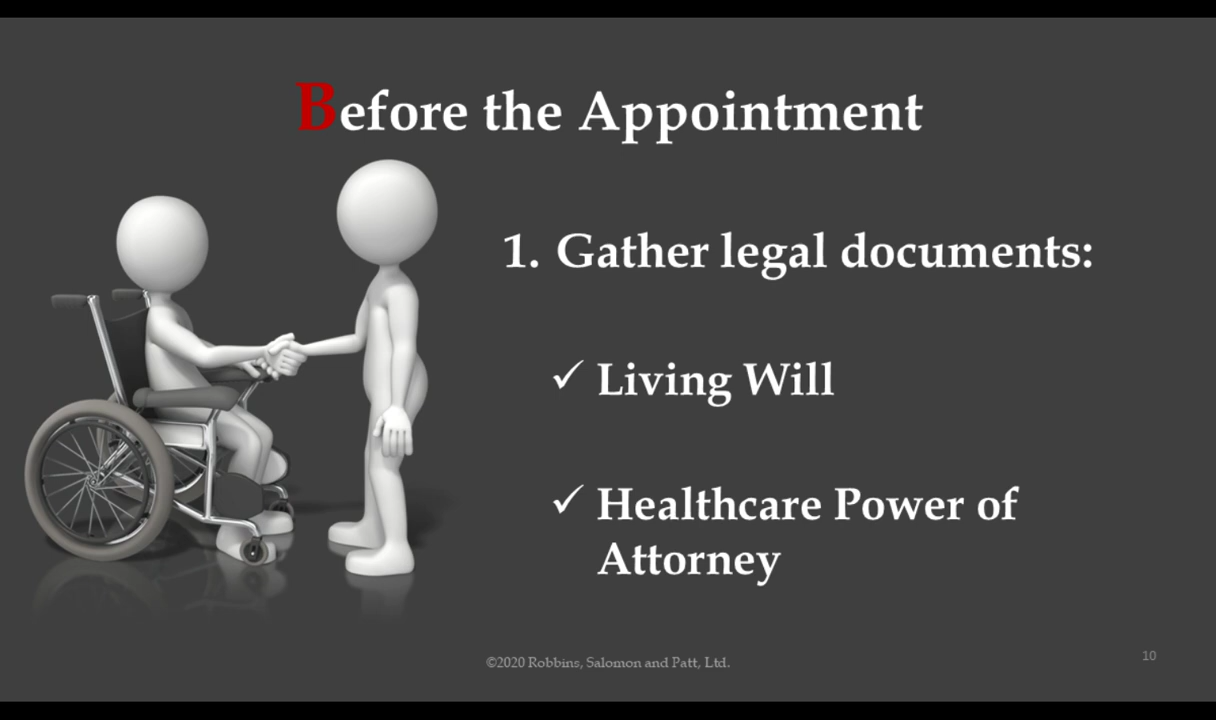 Before the Appointment
1. Gather legal documents:
✓ Living Will
✓ Healthcare Power of
Attorney
©2020 Robbins, Salomon and Patt, Ltd.
10